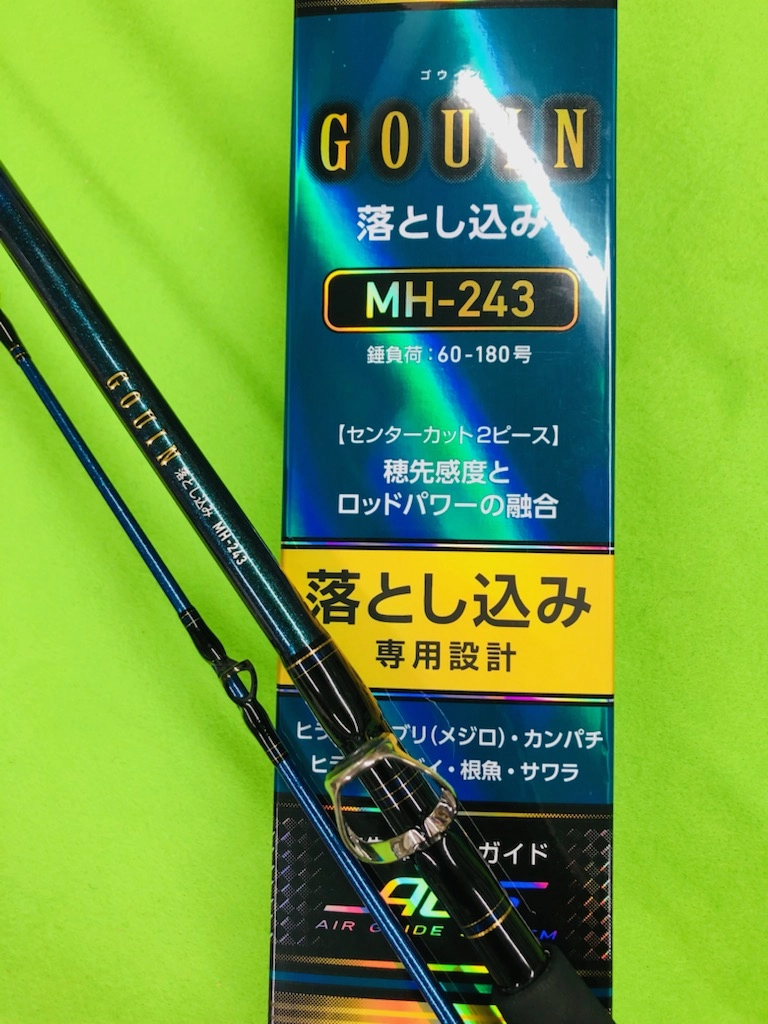 ゴウイン
GOUIN
落とし込み
MH-243
錘負荷:60-180号
【センターカット2ピース】
穂先感度と
ロッドパワーの融合
落とし込み
専用設計
ブリ(メジロ)・カンパチ
・根魚・サワラ
ガイド
AIR GUIDE
GOUIN 落とし込み MH-243